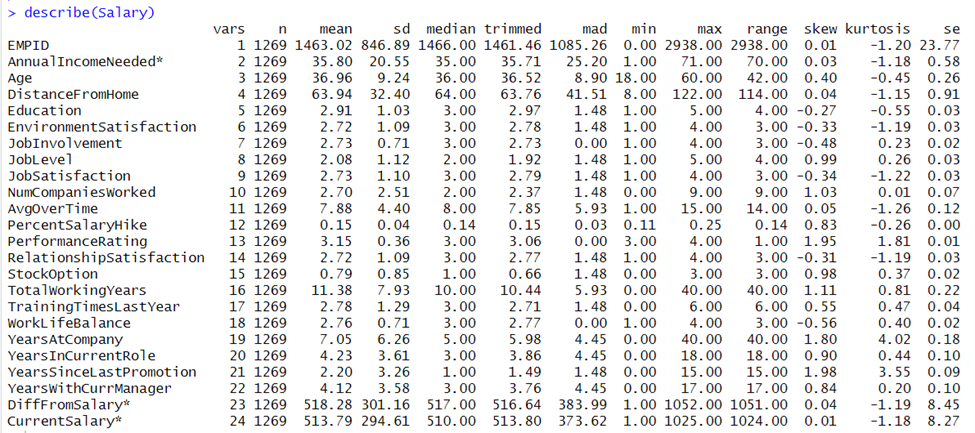 > describe(Salary)
vars n mean sd median trimmed mad min max range skew kurtosis se
EMPID 1 1269 1463.02 846.89 1466.00 1461.46 1085.26 0.00 2938.00 2938.00 0.01 -1.20 23.77
AnnualIncomeNeeded* 2 1269 35.80 20.55 35.00 35.71 25.20 1.00 71.00 70.00 0.03 -1.18 0.58
Age 3 1269 36.96 9.24 36.00 36.52 8.90 18.00 60.00 42.00 0.40 -0.45 0.26
DistanceFromHome 4 1269 63.94 32.40 64.00 63.76 41.51 8.00 122.00 114.00 0.04 -1.15 0.91
Education 5 1269 2.91 1.03 3.00 2.97 1.48 1.00 5.00 4.00 -0.27 -0.55 0.03
EnvironmentSatisfaction 6 1269 2.72 1.09 3.00 2.78 1.48 1.00 4.00 3.00 -0.33 -1.19 0.03
JobInvolvement 7 1269 2.73 0.71 3.00 2.73 0.00 1.00 4.00 3.00 -0.48 0.23 0.02
JobLevel 8 1269 2.08 1.12 2.00 1.92 1.48 1.00 5.00 4.00 0.99 0.26 0.03
JobSatisfaction 9 1269 2.73 1.10 3.00 2.79 1.48 1.00 4.00 3.00 -0.34 -1.22 0.03
NumCompaniesWorked 10 1269 2.70 2.51 2.00 2.37 1.48 0.00 9.00 9.00 1.03 0.01 0.07
AvgOverTime 11 1269 7.88 4.40 8.00 7.85 5.93 1.00 15.00 14.00 0.05 -1.26 0.12
PercentSalaryHike 12 1269 0.15 0.04 0.14 0.15 0.03 0.11 0.25 0.14 0.83 -0.26 0.00
PerformanceRating 13 1269 3.15 0.36 3.00 3.06 0.00 3.00 4.00 1.00 1.95 1.81 0.01
RelationshipSatisfaction 14 1269 2.72 1.09 3.00 2.77 1.48 1.00 4.00 3.00 -0.31 -1.19 0.03
StockOption 15 1269 0.79 0.85 1.00 0.66 1.48 0.00 3.00 3.00 0.98 0.37 0.02
TotalWorkingYears 16 1269 11.38 7.93 10.00 10.44 5.93 0.00 40.00 40.00 1.11 0.81 0.22
TrainingTimesLastYear 17 1269 2.78 1.29 3.00 2.71 1.48 0.00 6.00 6.00 0.55 0.47 0.04
WorkLifeBalance 18 1269 2.76 0.71 3.00 2.77 0.00 1.00 4.00 3.00 -0.56 0.40 0.02
YearsAtCompany 19 1269 7.05 6.26 5.00 5.98 4.45 0.00 40.00 40.00 1.80 4.02 0.18
YearsInCurrentRole 20 1269 4.23 3.61 3.00 3.86 4.45 0.00 18.00 18.00 0.90 0.44 0.10
YearsSinceLastPromotion 21 1269 2.20 3.26 1.00 1.49 1.48 0.00 15.00 15.00 1.98 3.55 0.09
YearsWithCurrManager 22 1269 4.12 3.58 3.00 3.76 4.45 0.00 17.00 17.00 0.84 0.20 0.10
DiffFromSalary* 23 1269 518.28 301.16 517.00 516.64 383.99 1.00 1052.00 1051.00 0.04 -1.19 8.45
CurrentSalary* 24 1269 513.79 294.61 510.00 513.80 373.62 1.00 1025.00 1024.00 0.01 -1.18 8.27